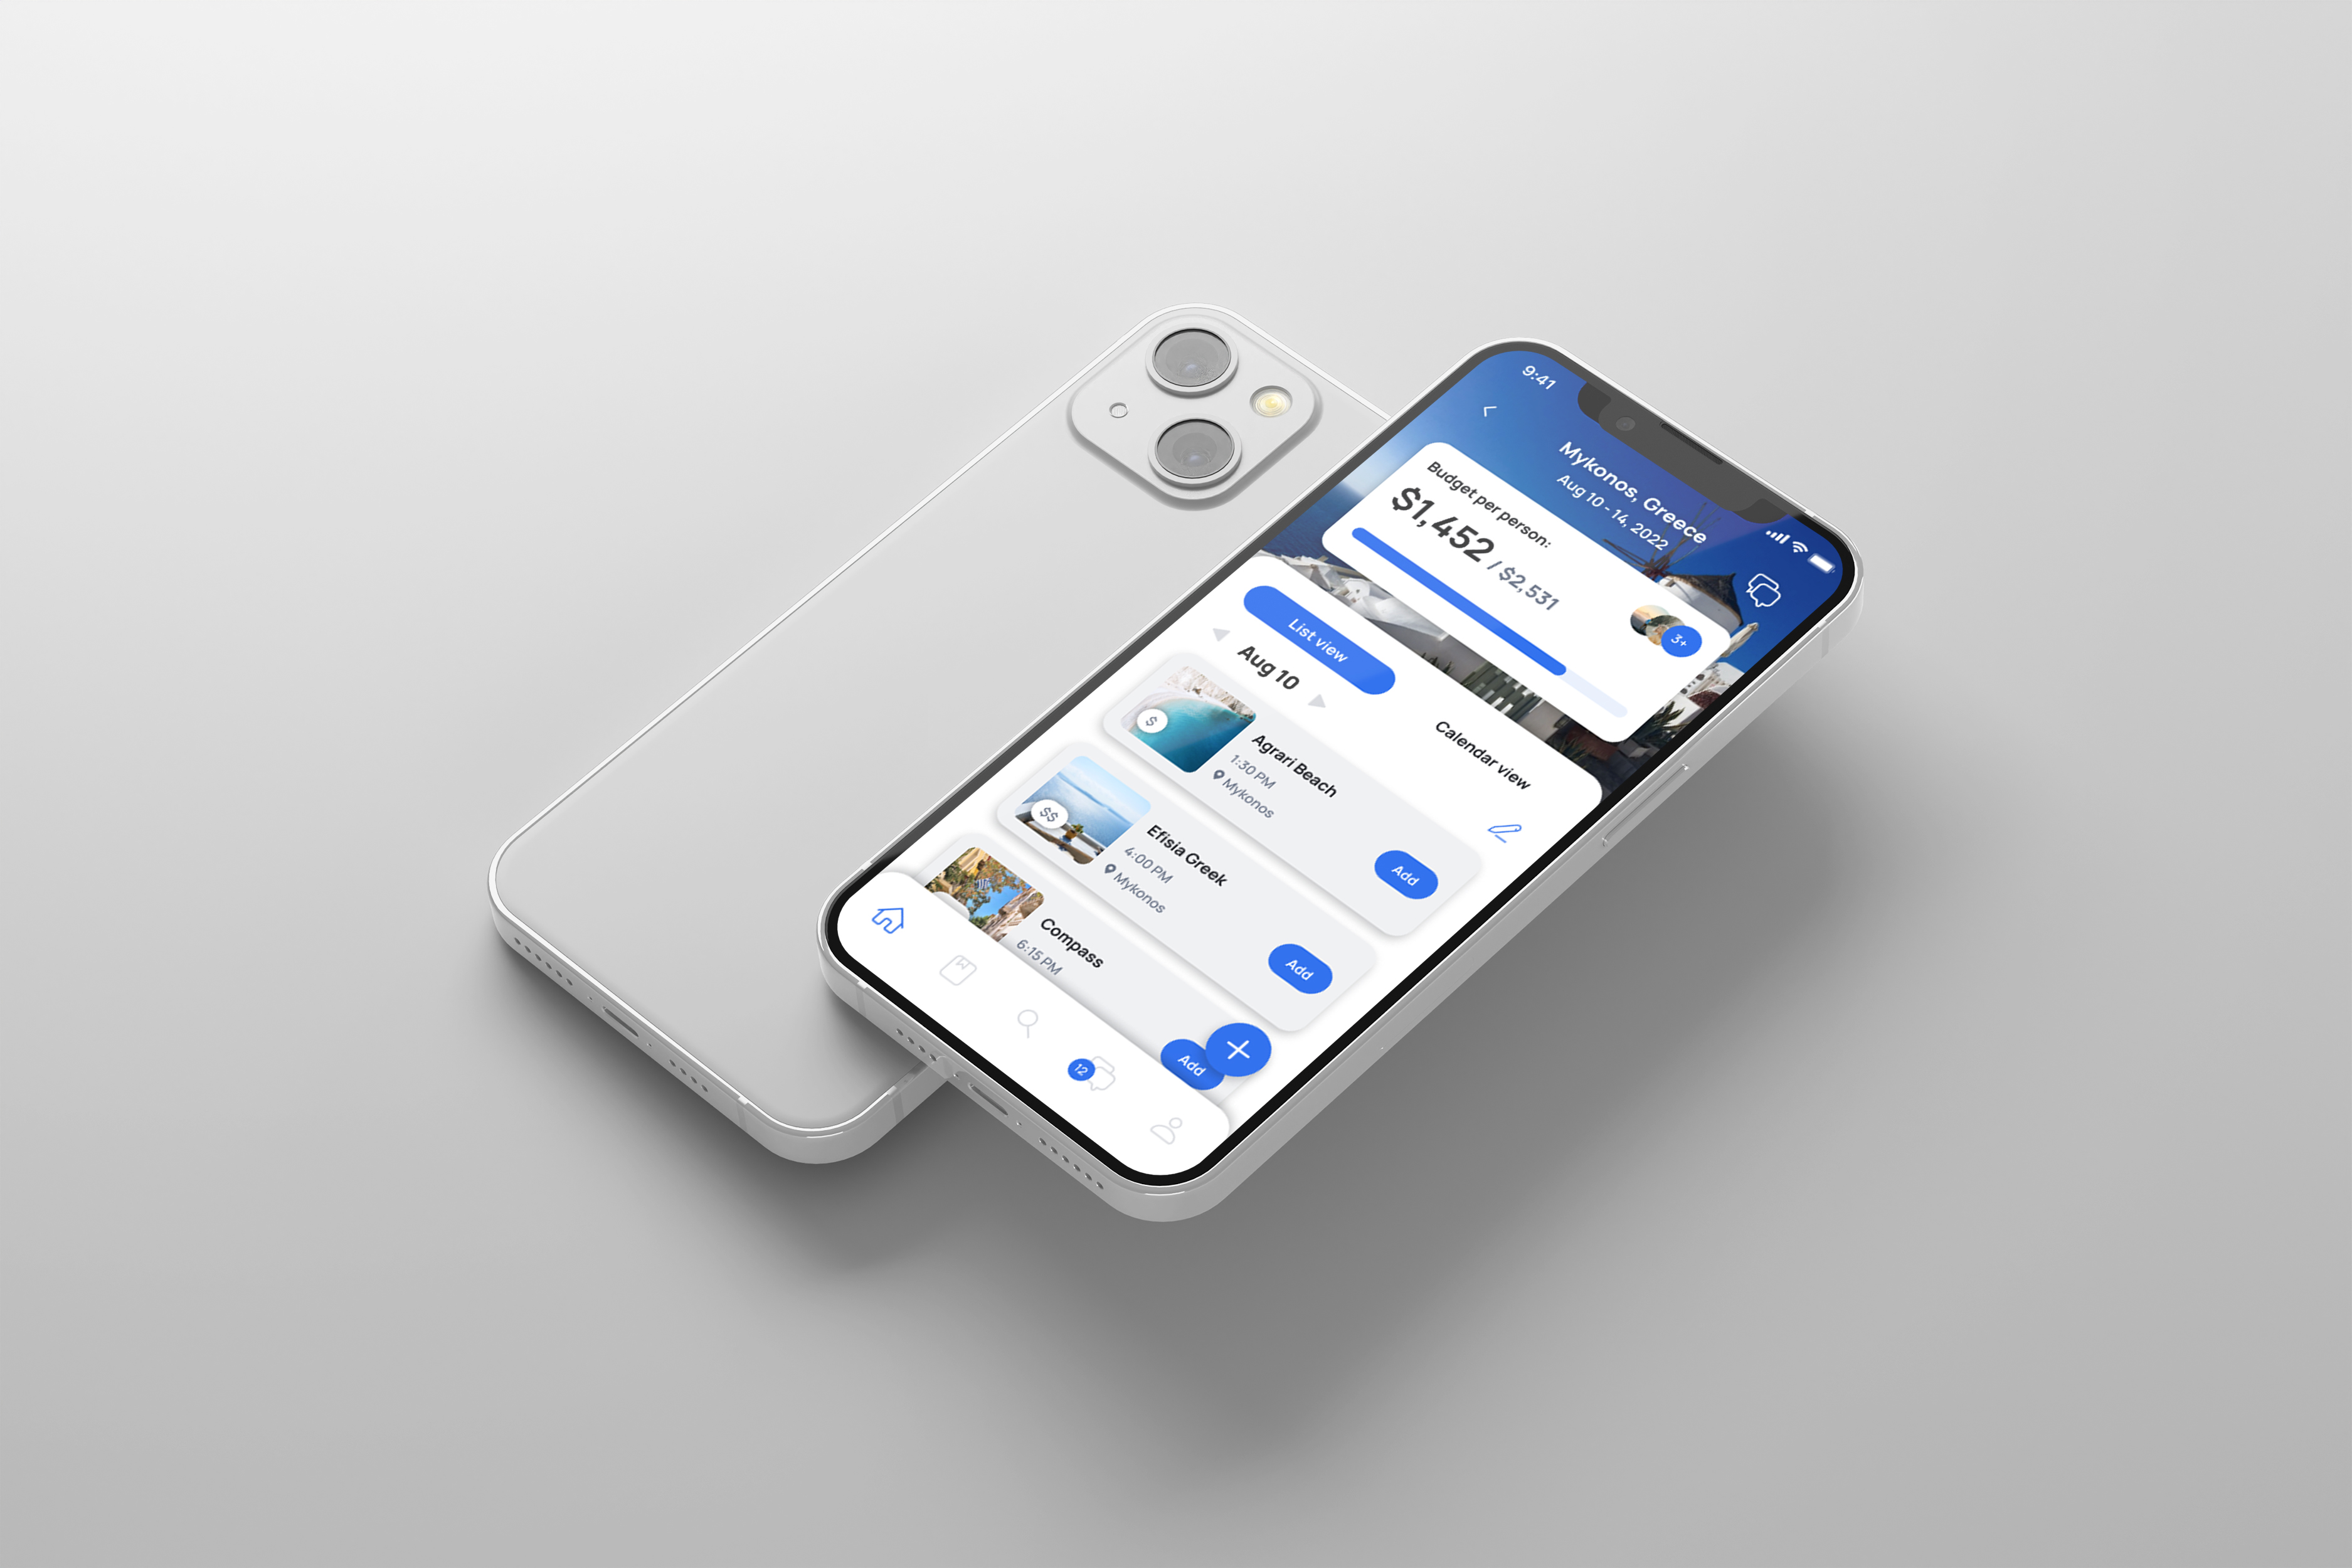 9:41
Mykonos, Greece
Aug 10 - 14, 2022
Budget per person:
$1,452 / $2,531
3+
List view
Calendar view
Aug 10
$
Agrari Beach
1:30 PM
Mykonos
Add
$$
Efisia Greek
4:00 PM
Mykonos
Add
Compass
6:15 PM
Add
12